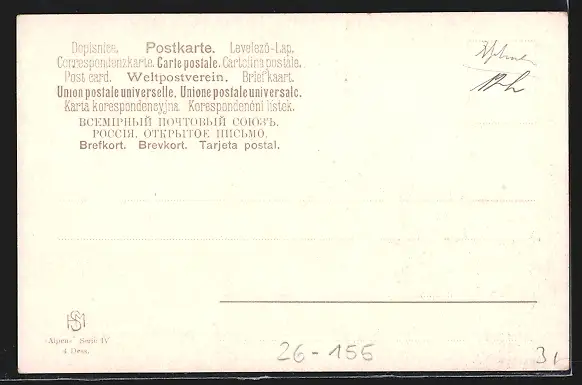 Dopisnice. Postkarte. Levelező-Lap.
Correspondenzkarte. Carte postale. Cartolina postale.
Post card. Weltpostverein. Briefkaart.
Union postale universelle. Unione postale universale.
Karta korespondencyjna. Korespondenční listek.
ВСЕМІРНЫЙ ПОЧТОВЫЙ СОЮЗЪ.
РОССІЯ. ОТКРЫТОЕ ПИСЬМО.
Brefkort. Brevkort. Tarjeta postal.
„Alpen“ Serie IV
4 Dess.
26-156